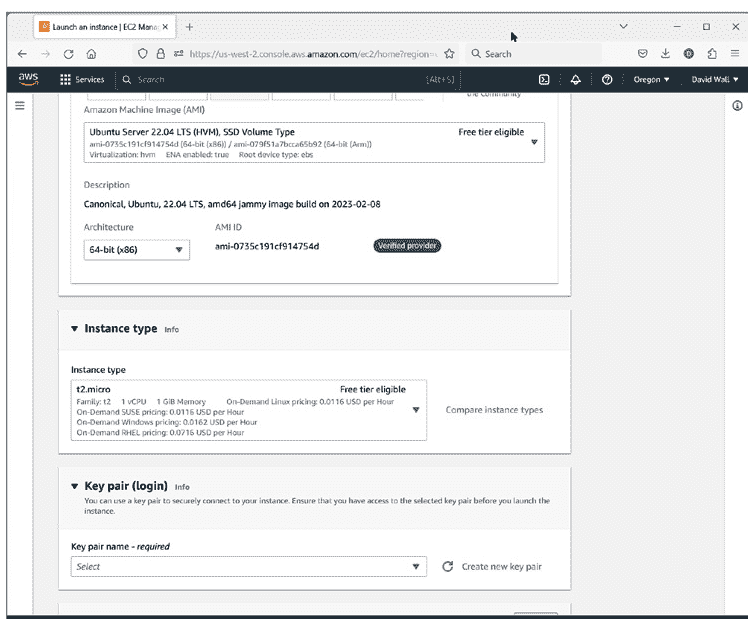 Launch an instance | EC2 Mana
https://us-west-2.console.aws.amazon.com/ec2/home?region=
Search
aws
Services
Search
[Alt+S]
Oregon
David Wall
the Community
Amazon Machine Image (AMI)
Ubuntu Server 22.04 LTS (HVM), SSD Volume Type
Free tier eligible
ami-0735c191cf914754d (64-bit (x86)) / ami-079f51a7bcca65b92 (64-bit (Arm))
Virtualization: hvm ENA enabled: true Root device type: ebs
Description
Canonical, Ubuntu, 22.04 LTS, amd64 jammy image build on 2023-02-08
Architecture
AMI ID
64-bit (x86)
ami-0735c191cf914754d
Verified provider
Instance type Info
Instance type
t2.micro
Free tier eligible
Family: t2 1 vCPU 1 GiB Memory On-Demand Linux pricing: 0.0116 USD per Hour
On-Demand SUSE pricing: 0.0116 USD per Hour
On-Demand Windows pricing: 0.0162 USD per Hour
On-Demand RHEL pricing: 0.0716 USD per Hour
Compare instance types
Key pair (login) Info
You can use a key pair to securely connect to your instance. Ensure that you have access to the selected key pair before you launch the
instance.
Key pair name - required
Select
Create new key pair